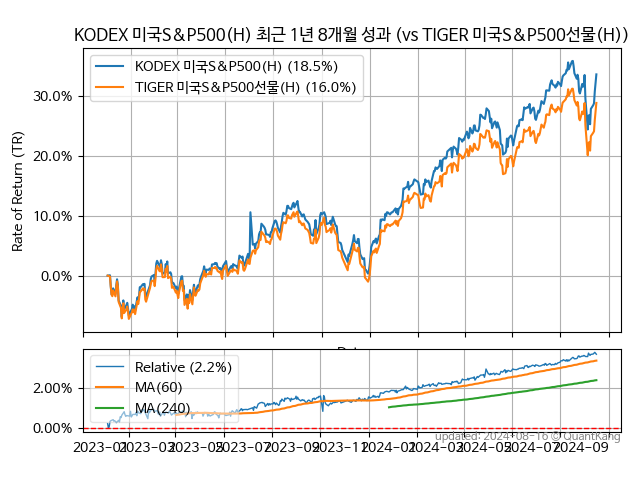 KODEX 미국S&P500(H) 최근 1년 8개월 성과 (vs TIGER 미국S&P500선물(H))
KODEX 미국S&P500(H) (18.5%)
TIGER 미국S&P500선물(H) (16.0%)
30.0%
20.0%
10.0%
0.0%
Rate of Return (TR)
Relative (2.2%)
MA(60)
MA(240)
2.00%
0.00%
updated: 2024-08-16 © QuantKang
2023-01 2023-03 2023-05 2023-07 2023-09 2023-11 2024-01 2024-03 2024-05 2024-07 2024-09